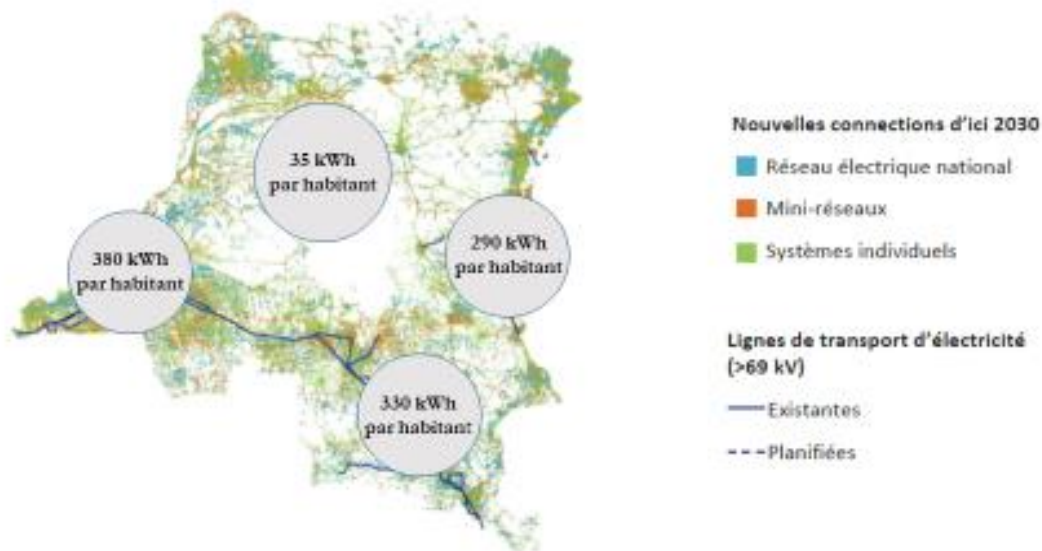 35 kWh
par habitant
380 kWh
par habitant
290 kWh
par habitant
330 kWh
par habitant
Nouvelles connections d'ici 2030
Réseau électrique national
Mini-réseaux
Systèmes individuels
Lignes de transport d'électricité
(>69 kV)
Existantes
Planifiées